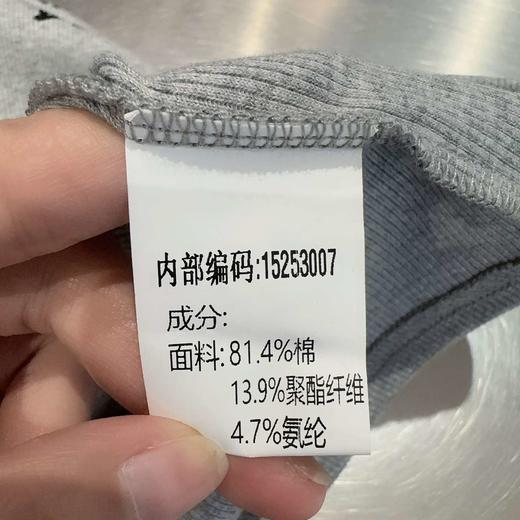 内部编码:15253007
成分:
面料:81.4%棉
13.9%聚酯纤维
4.7%氨纶